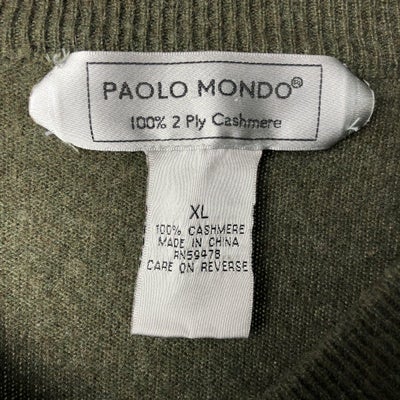 PAOLO MONDO®
100% 2 Ply Cashmere
XL
100% CASHMERE
MADE IN CHINA
RN59478
CARE ON REVERSE